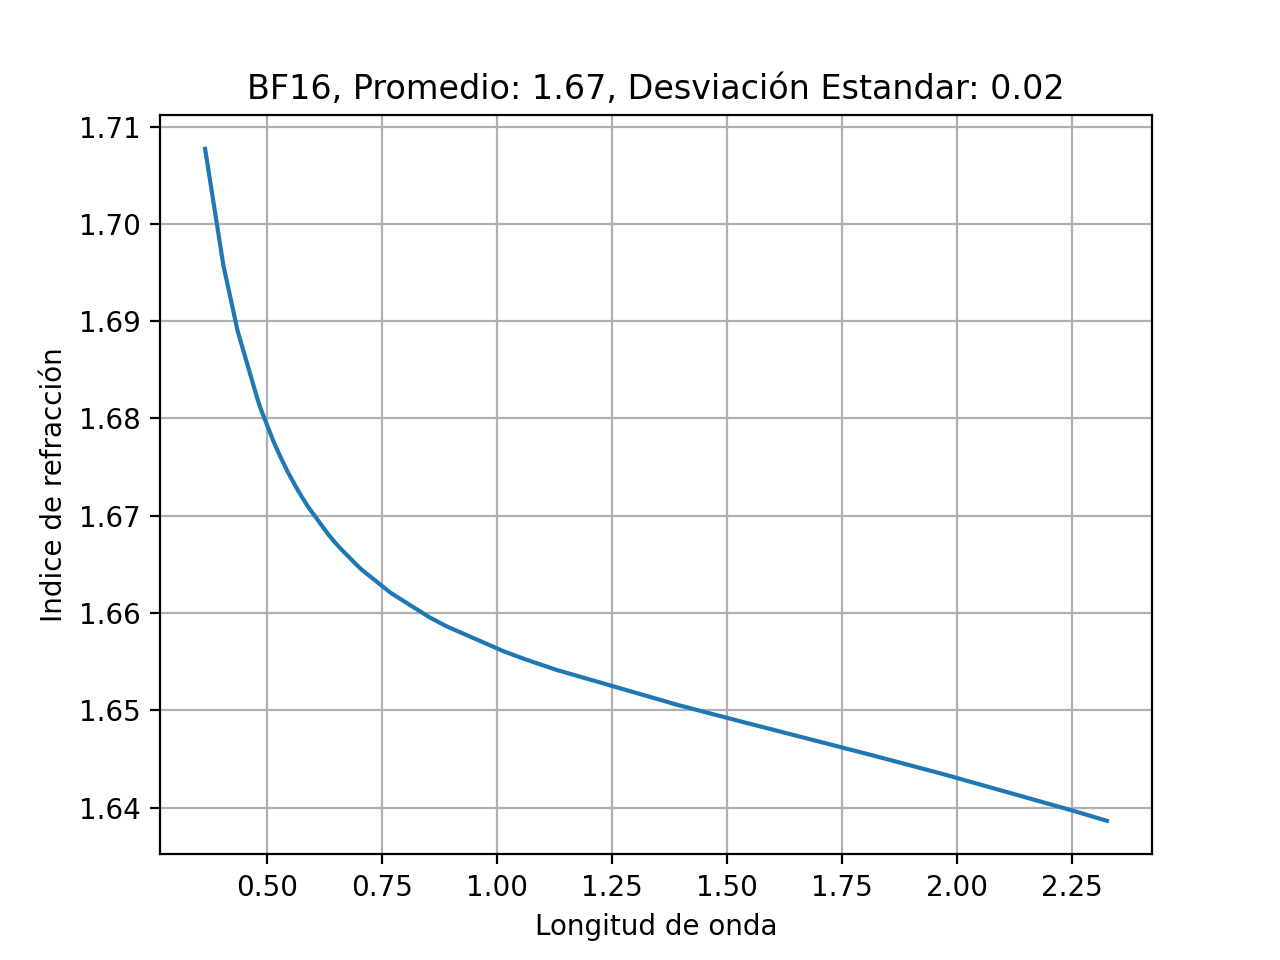 BF16, Promedio: 1.67, Desviación Estandar: 0.02
1.71
1.70
1.69
1.68
1.67
1.66
1.65
1.64
Indice de refracción
0.50 0.75 1.00 1.25 1.50 1.75 2.00 2.25
Longitud de onda